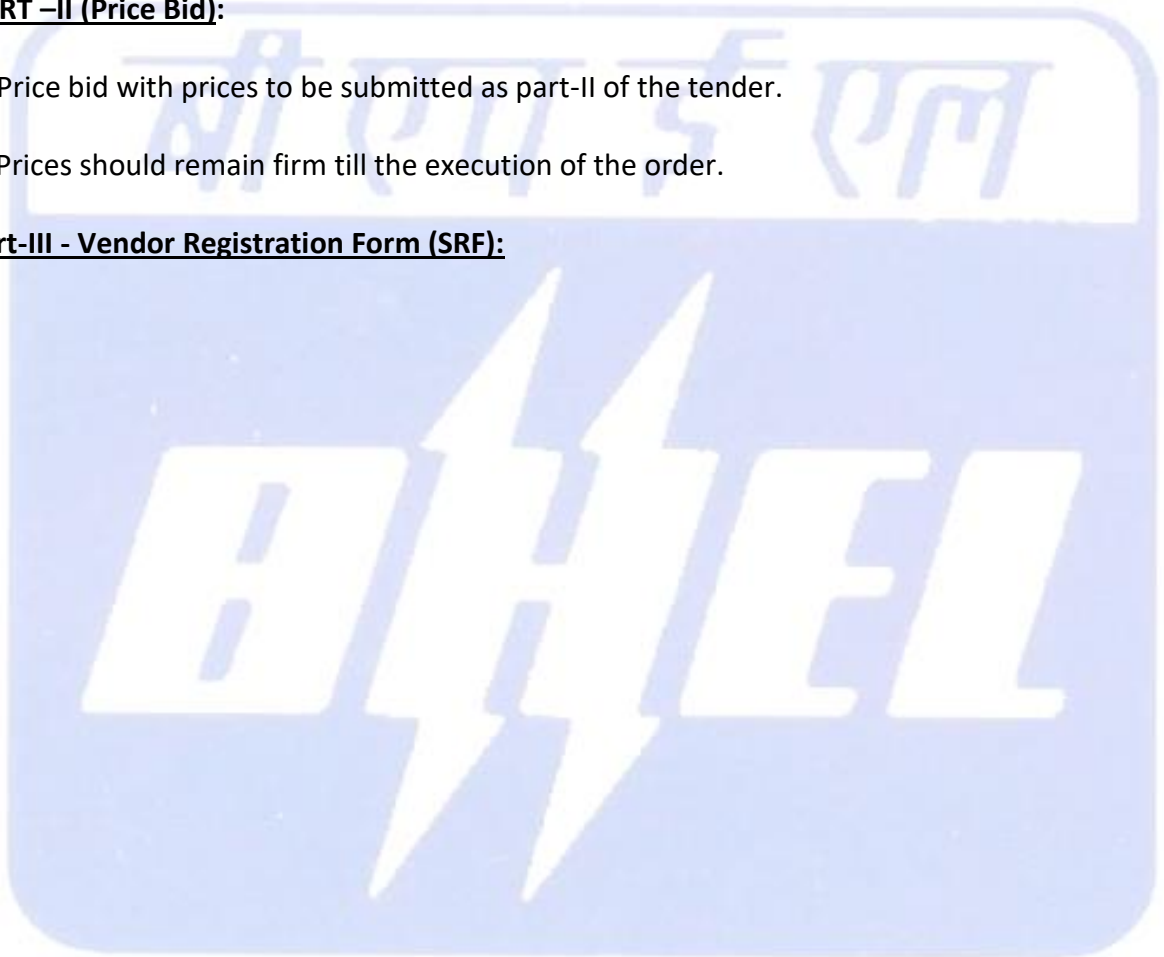 RT –II (Price Bid):
Price bid with prices to be submitted as part-II of the tender.
Prices should remain firm till the execution of the order.
rt-III - Vendor Registration Form (SRF):
बी एच ई एल
BHEL